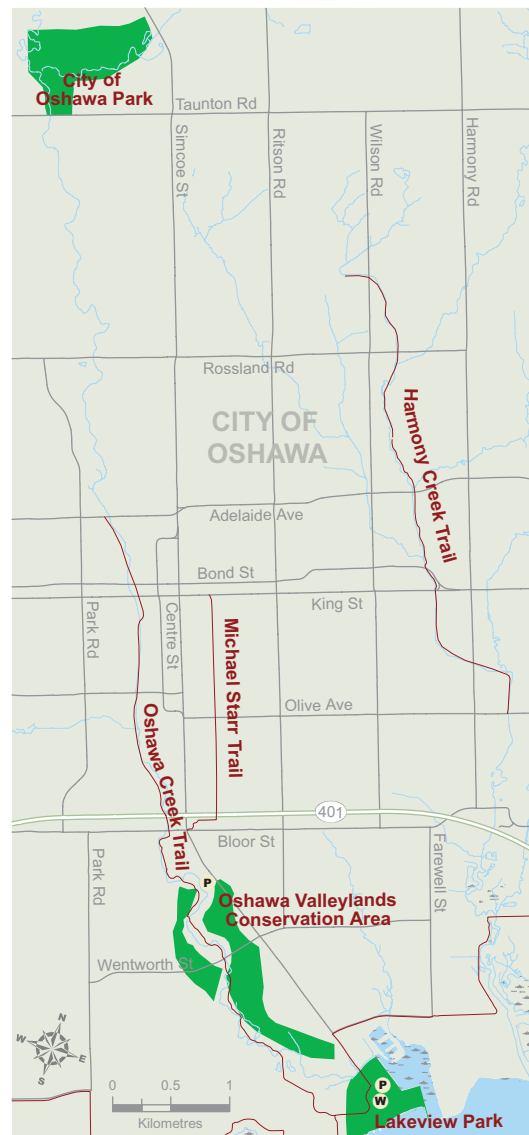 City of
Oshawa Park
Taunton Rd
Simcoe St
Ritson Rd
Wilson Rd
Harmony Rd
Rossland Rd
CITY OF
OSHAWA
Harmony Creek Trail
Adelaide Ave
Bond St
King St
Park Rd
Centre St
Michael Starr Trail
Olive Ave
Oshawa Creek Trail
401
Bloor St
Farewell St
Park Rd
P
Oshawa Valleylands
Conservation Area
Wentworth St
N
W
E
S
0 0.5 1
Kilometres
P
W
Lakeview Park